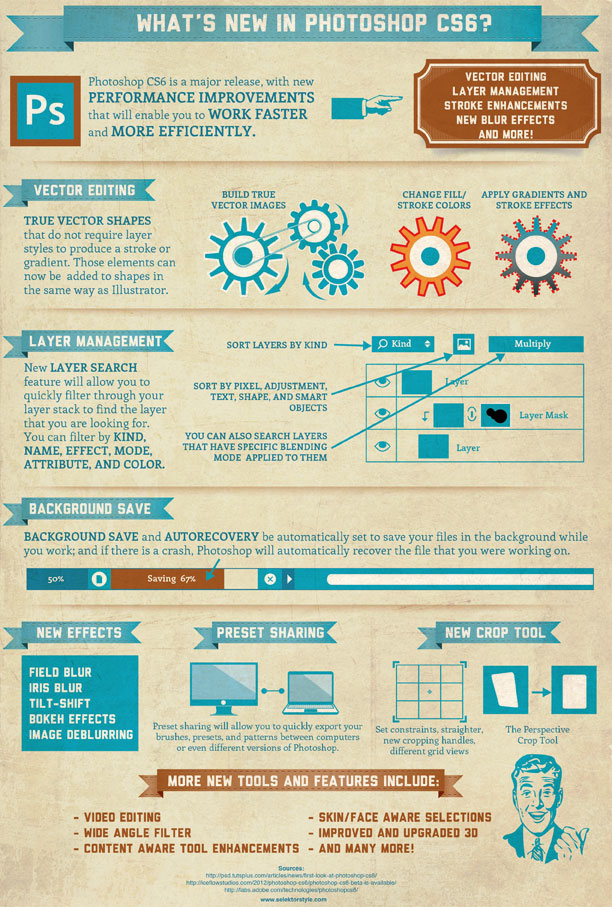 WHAT'S NEW IN PHOTOSHOP CS6?
Ps
Photoshop CS6 is a major release, with new
PERFORMANCE IMPROVEMENTS
that will enable you to WORK FASTER
and MORE EFFICIENTLY.
VECTOR EDITING
LAYER MANAGEMENT
STROKE ENHANCEMENTS
NEW BLUR EFFECTS
AND MORE!
VECTOR EDITING
TRUE VECTOR SHAPES
that do not require layer
styles to produce a stroke or
gradient. Those elements can
now be added to shapes in
the same way as Illustrator.
BUILD TRUE
VECTOR IMAGES
CHANGE FILL/
STROKE COLORS
APPLY GRADIENTS AND
STROKE EFFECTS
LAYER MANAGEMENT
New LAYER SEARCH
feature will allow you to
quickly filter through your
layer stack to find the layer
that you are looking for.
You can filter by KIND,
NAME, EFFECT, MODE,
ATTRIBUTE, AND COLOR.
SORT LAYERS BY KIND
SORT BY PIXEL, ADJUSTMENT,
TEXT, SHAPE, AND SMART
OBJECTS
YOU CAN ALSO SEARCH LAYERS
THAT HAVE SPECIFIC BLENDING
MODE APPLIED TO THEM
Kind
Multiply
Layer
Layer Mask
Layer
BACKGROUND SAVE
BACKGROUND SAVE and AUTORECOVERY be automatically set to save your files in the background while
you work; and if there is a crash, Photoshop will automatically recover the file that you were working on.
50%
Saving 67%
NEW EFFECTS
FIELD BLUR
IRIS BLUR
TILT-SHIFT
BOKEH EFFECTS
IMAGE DEBLURRING
PRESET SHARING
Preset sharing will allow you to quickly export your
brushes, presets, and patterns between computers
or even different versions of Photoshop.
NEW CROP TOOL
Set constraints, straighter,
new cropping handles,
different grid views
The Perspective
Crop Tool
MORE NEW TOOLS AND FEATURES INCLUDE:
- VIDEO EDITING
- WIDE ANGLE FILTER
- CONTENT AWARE TOOL ENHANCEMENTS
- SKIN/FACE AWARE SELECTIONS
- IMPROVED AND UPGRADED 3D
- AND MANY MORE!
Sources:
http://psd.tutsplus.com/articles/news/first-look-at-photoshop-cs6/
http://iceflowstudios.com/2012/photoshop-cs6/photoshop-cs6-beta-is-available/
http://labs.adobe.com/technologies/photoshopcs6/
www.selektorstyle.com